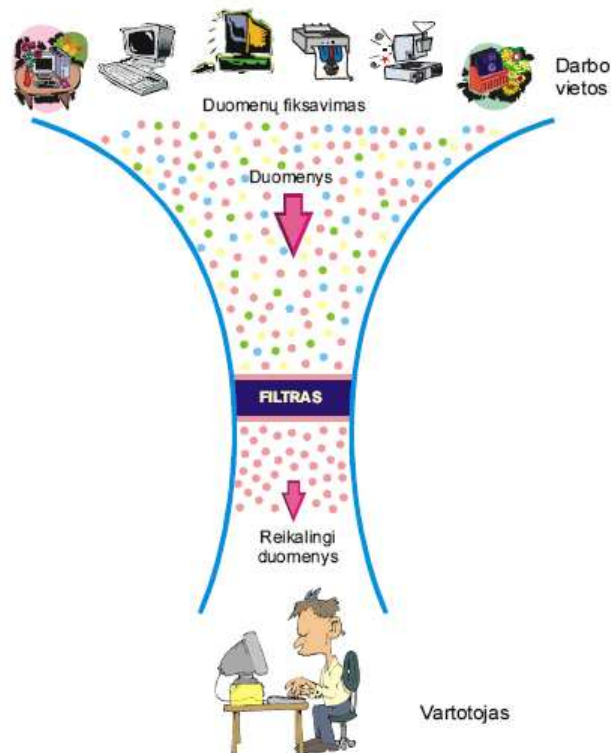 Darbo
vietos
Duomenų fiksavimas
Duomenys
FILTRAS
Reikalingi
duomenys
Vartotojas